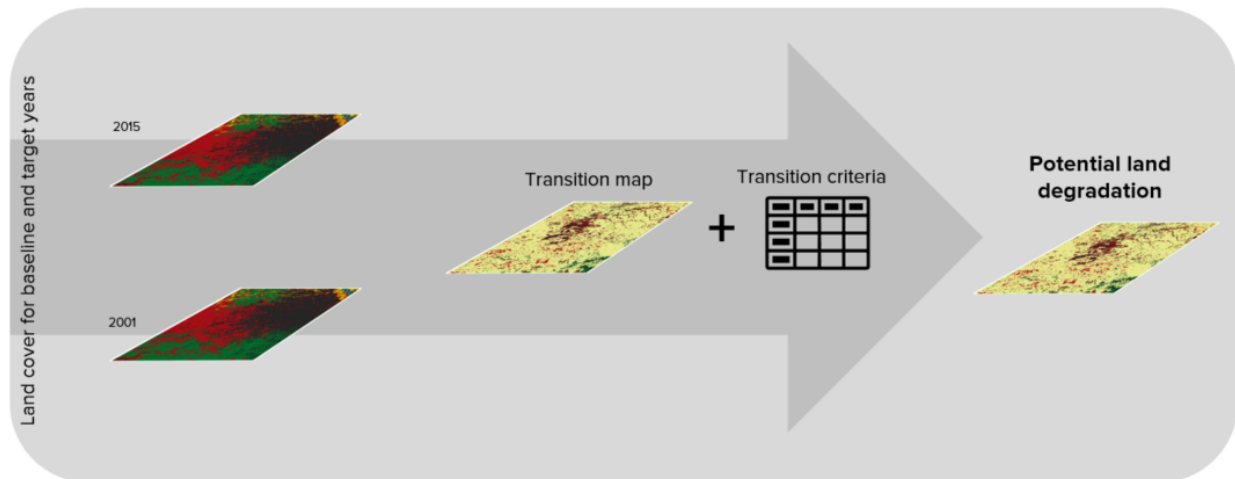 Land cover for baseline and target years
2015
2001
Transition map
+
Transition criteria
Potential land
degradation